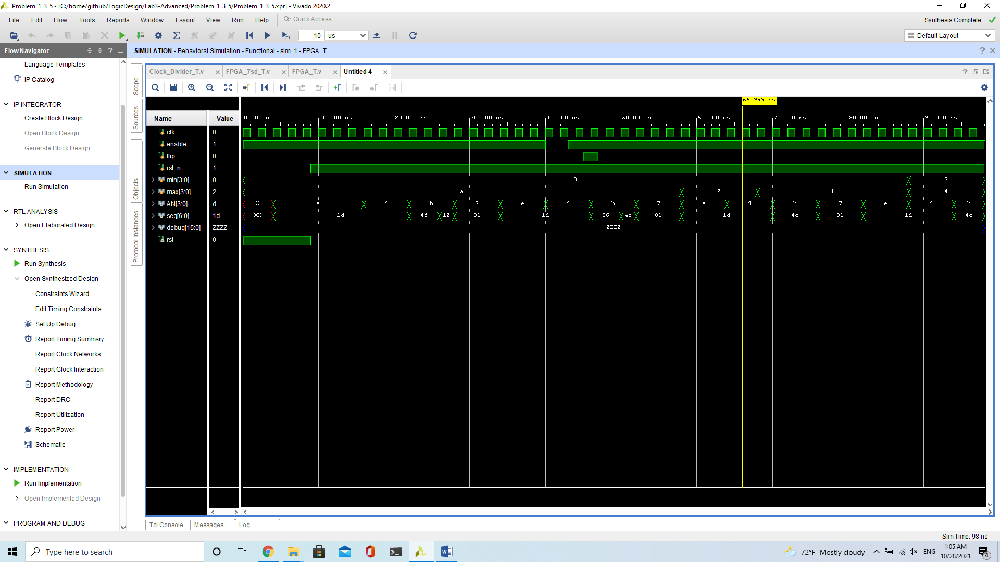 Problem_1_3_5 - [C:/home/github/LogicDesign/Lab3-Advanced/Problem_1_3_5/Problem_1_3_5.xpr] - Vivado 2020.2
File Edit Flow Tools Reports Window Layout View Run Help Quick Access
Synthesis Complete
10 us
Default Layout
Flow Navigator
SIMULATION - Behavioral Simulation - Functional - sim_1 - FPGA_T
Language Templates
IP Catalog
IP INTEGRATOR
Create Block Design
Open Block Design
Generate Block Design
SIMULATION
Run Simulation
RTL ANALYSIS
Open Elaborated Design
SYNTHESIS
Run Synthesis
Open Synthesized Design
Constraints Wizard
Edit Timing Constraints
Set Up Debug
Report Timing Summary
Report Clock Networks
Report Clock Interaction
Report Methodology
Report DRC
Report Utilization
Report Power
Schematic
IMPLEMENTATION
Run Implementation
Open Implemented Design
PROGRAM AND DEBUG
Scope
Sources
Objects
Protocol Instances
Clock_Divider_T.v FPGA_7sd_T.v FPGA_T.v Untitled 4
65.999 ns
Name Value
0.000 ns 10.000 ns 20.000 ns 30.000 ns 40.000 ns 50.000 ns 60.000 ns 70.000 ns 80.000 ns 90.000 ns
clk 0
enable 1
flip 0
rst_n 1
min[3:0] 0 0 3
max[3:0] 2 a 2 1 4
AN[3:0] d X e d b 7 e d b 7 e d b 7 e d b
seg[6:0] 1d XX 1d 4f 12 01 1d 06 4c 01 1d 4c 01 1d 4c
debug[15:0] ZZZZ ZZZZ
rst 0
Tcl Console Messages Log
Sim Time: 98 ns
Type here to search
72°F Mostly cloudy
ENG
1:05 AM
10/28/2021
4